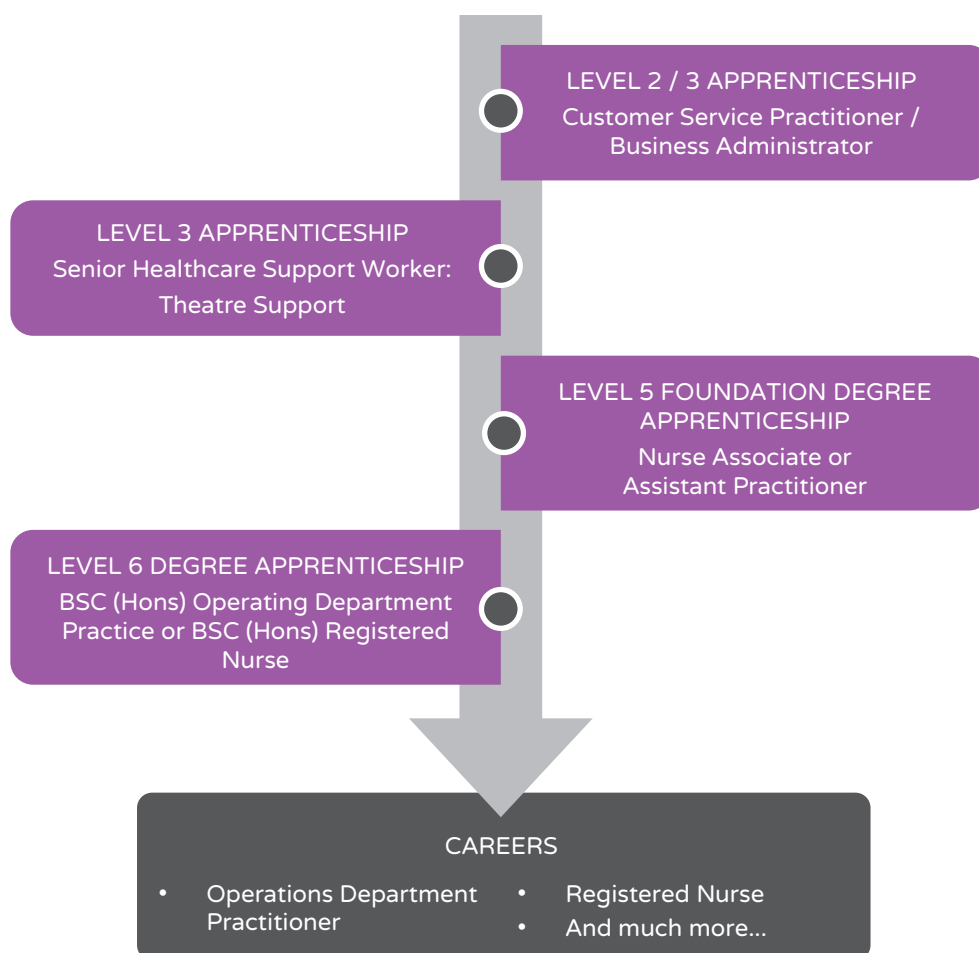 LEVEL 2 / 3 APPRENTICESHIP
Customer Service Practitioner /
Business Administrator
LEVEL 3 APPRENTICESHIP
Senior Healthcare Support Worker:
Theatre Support
LEVEL 5 FOUNDATION DEGREE
APPRENTICESHIP
Nurse Associate or
Assistant Practitioner
LEVEL 6 DEGREE APPRENTICESHIP
BSC (Hons) Operating Department
Practice or BSC (Hons) Registered
Nurse
CAREERS
• Operations Department
Practitioner
• Registered Nurse
• And much more...